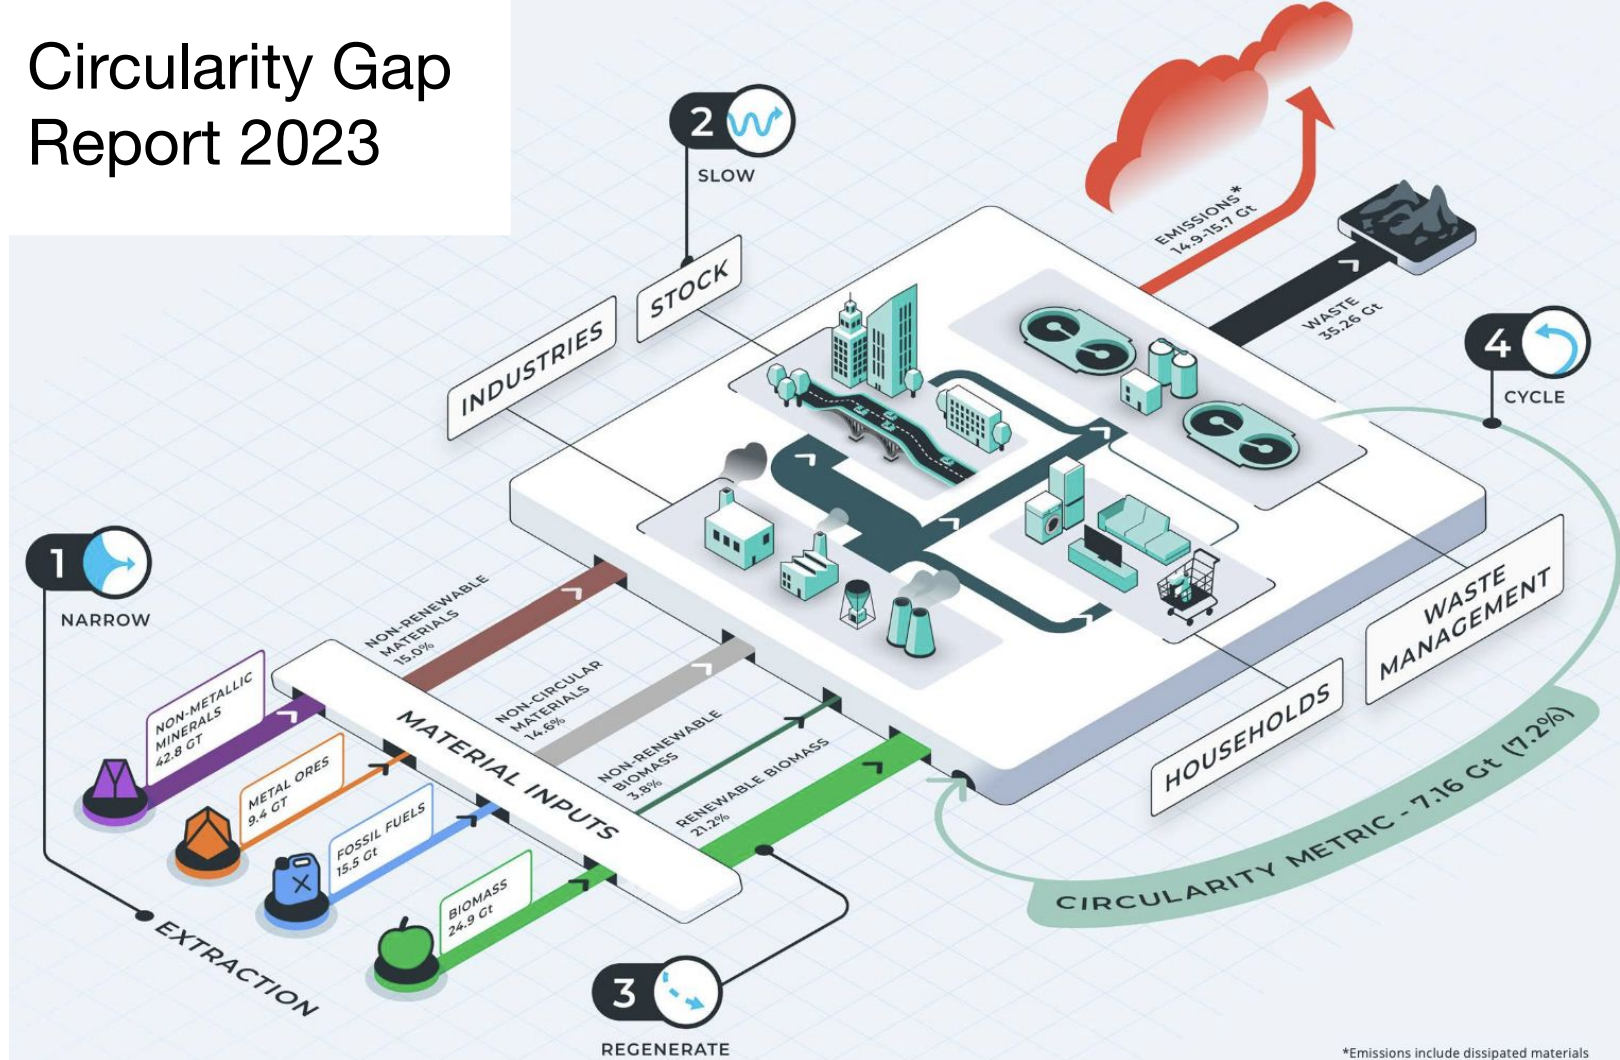 Circularity Gap
Report 2023
2
SLOW
STOCK
INDUSTRIES
EMISSIONS*
14.9-15.7 Gt
WASTE
35.26 Gt
4
CYCLE
1
NARROW
NON-RENEWABLE
MATERIALS
15.0%
NON-CIRCULAR
MATERIALS
14.6%
NON-RENEWABLE
BIOMASS
3.8%
RENEWABLE BIOMASS
21.2%
NON-METALLIC
MINERALS
42.8 GT
METAL ORES
9.4 GT
FOSSIL FUELS
15.5 Gt
BIOMASS
24.9 Gt
MATERIAL INPUTS
EXTRACTION
WASTE
MANAGEMENT
HOUSEHOLDS
CIRCULARITY METRIC - 7.16 Gt (7.2%)
3
REGENERATE
*Emissions include dissipated materials